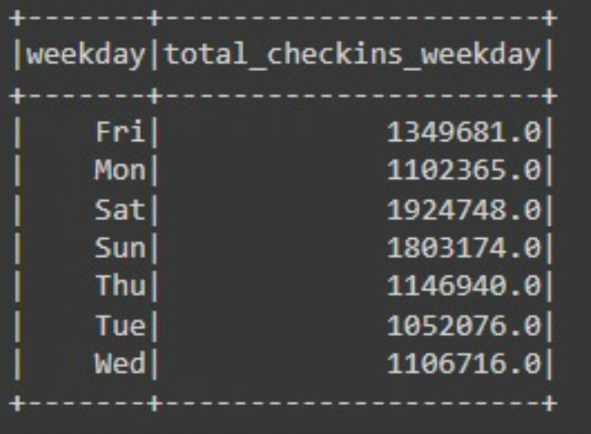 +-------+----------------------+
|weekday|total_checkins_weekday|
+-------+----------------------+
|    Fri|             1349681.0|
|    Mon|             1102365.0|
|    Sat|             1924748.0|
|    Sun|             1803174.0|
|    Thu|             1146940.0|
|    Tue|             1052076.0|
|    Wed|             1106716.0|
+-------+----------------------+